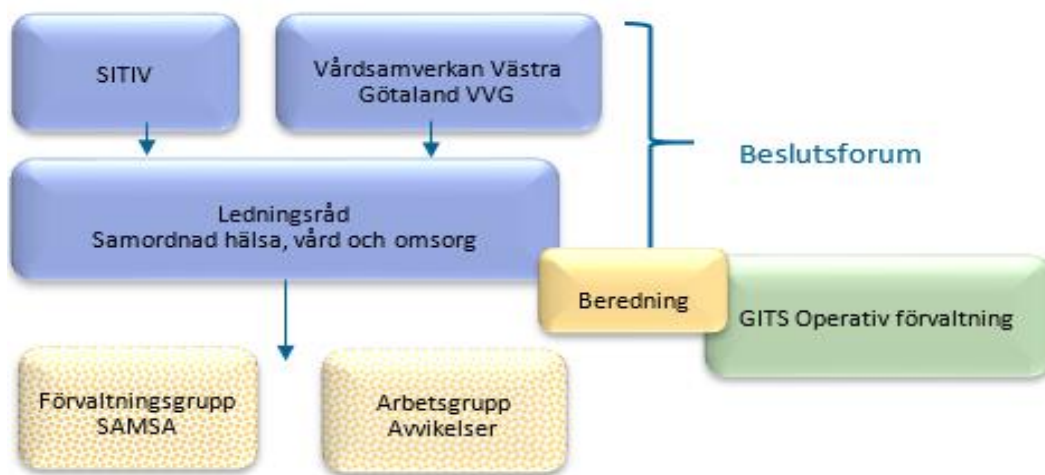 SITIV
Vårdsamverkan Västra
Götaland VVG
Beslutsforum
Ledningsråd
Samordnad hälsa, vård och omsorg
Beredning
GITS Operativ förvaltning
Förvaltningsgrupp
SAMSA
Arbetsgrupp
Avvikelser